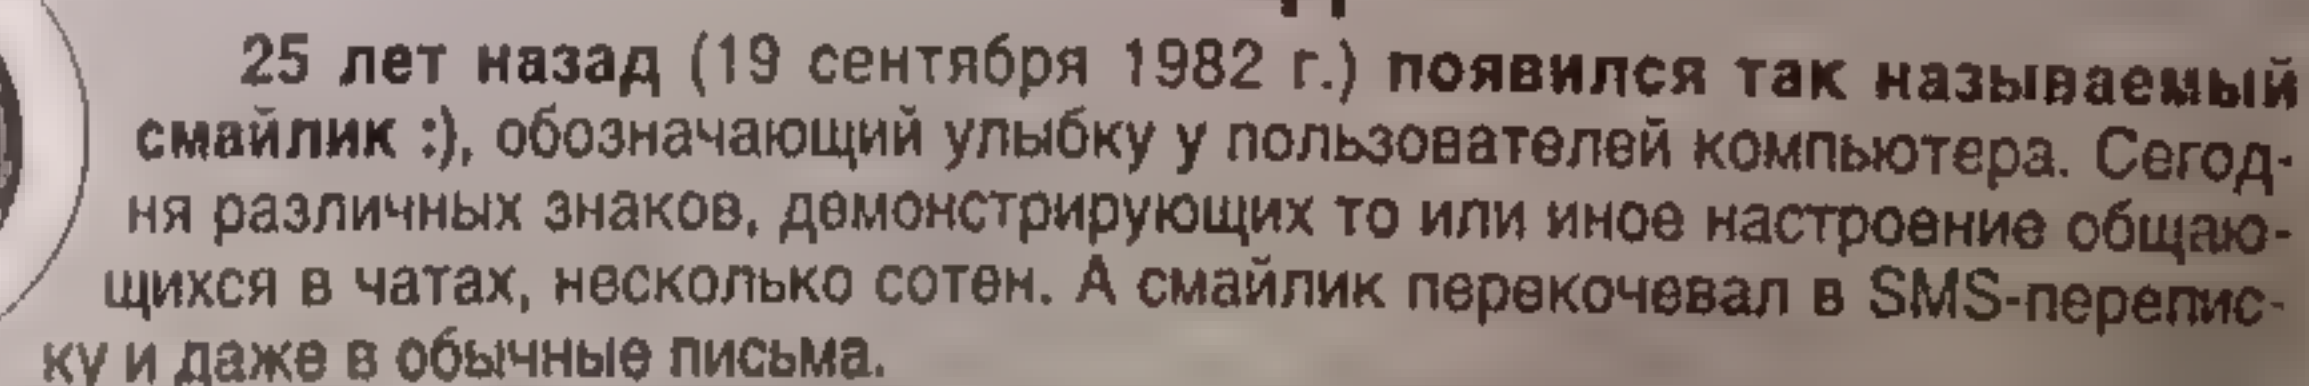 25 лет назад (19 сентября 1982 г.) появился так называемый
смайлик :), обозначающий улыбку у пользователей компьютера. Сегод-
ня различных знаков, демонстрирующих то или иное настроение общаю-
щихся в чатах, несколько сотен. А смайлик перекочевал в SMS-перепис-
ку и даже в обычные письма.